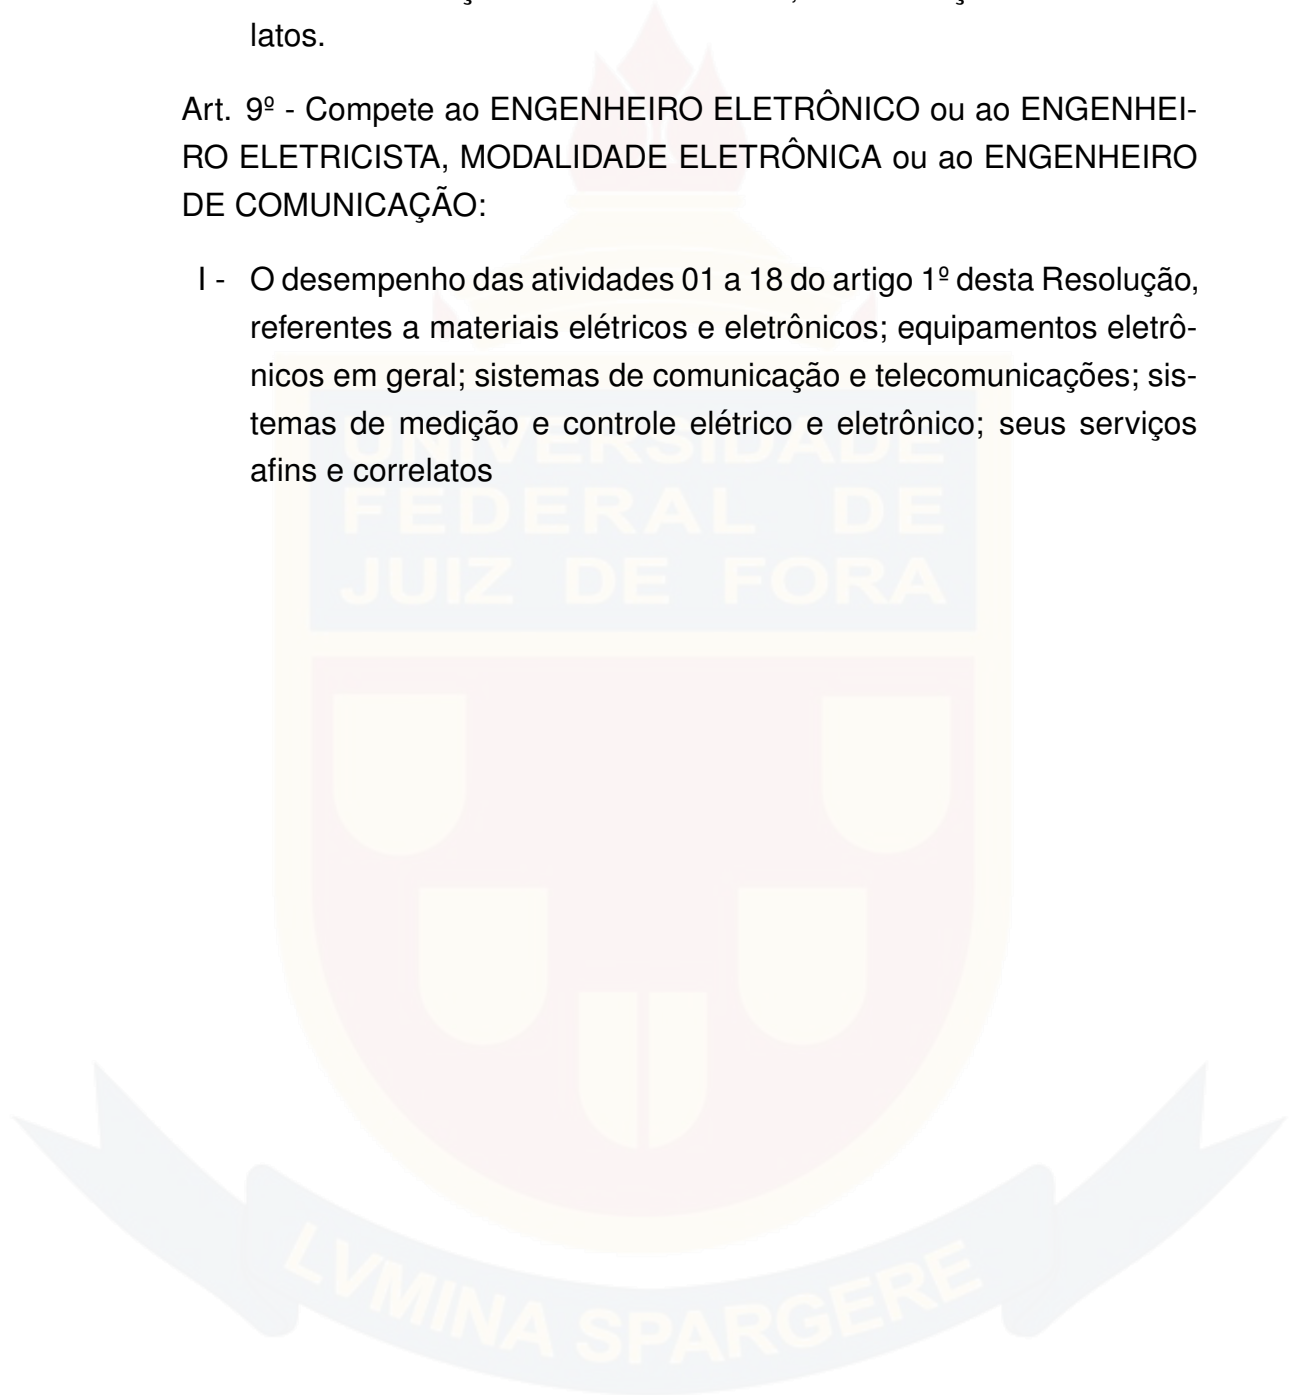 latos.
Art. 9º - Compete ao ENGENHEIRO ELETRÔNICO ou ao ENGENHEI-
RO ELETRICISTA, MODALIDADE ELETRÔNICA ou ao ENGENHEIRO
DE COMUNICAÇÃO:
I - O desempenho das atividades 01 a 18 do artigo 1º desta Resolução,
referentes a materiais elétricos e eletrônicos; equipamentos eletrô-
nicos em geral; sistemas de comunicação e telecomunicações; sis-
temas de medição e controle elétrico e eletrônico; seus serviços
afins e correlatos
UNIVERSIDADE
FEDERAL DE
JUIZ DE FORA
LVMINA SPARGERE